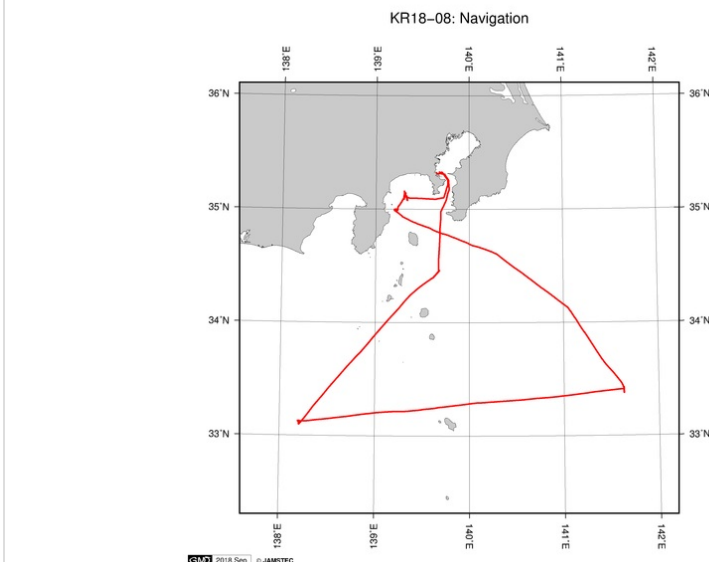 KR18−08: Navigation
138˚E 139˚E 140˚E 141˚E 142˚E
36˚N 36˚N
35˚N 35˚N
34˚N 34˚N
33˚N 33˚N
138˚E 139˚E 140˚E 141˚E 142˚E
GMD 2018 Sep © JAMSTEC